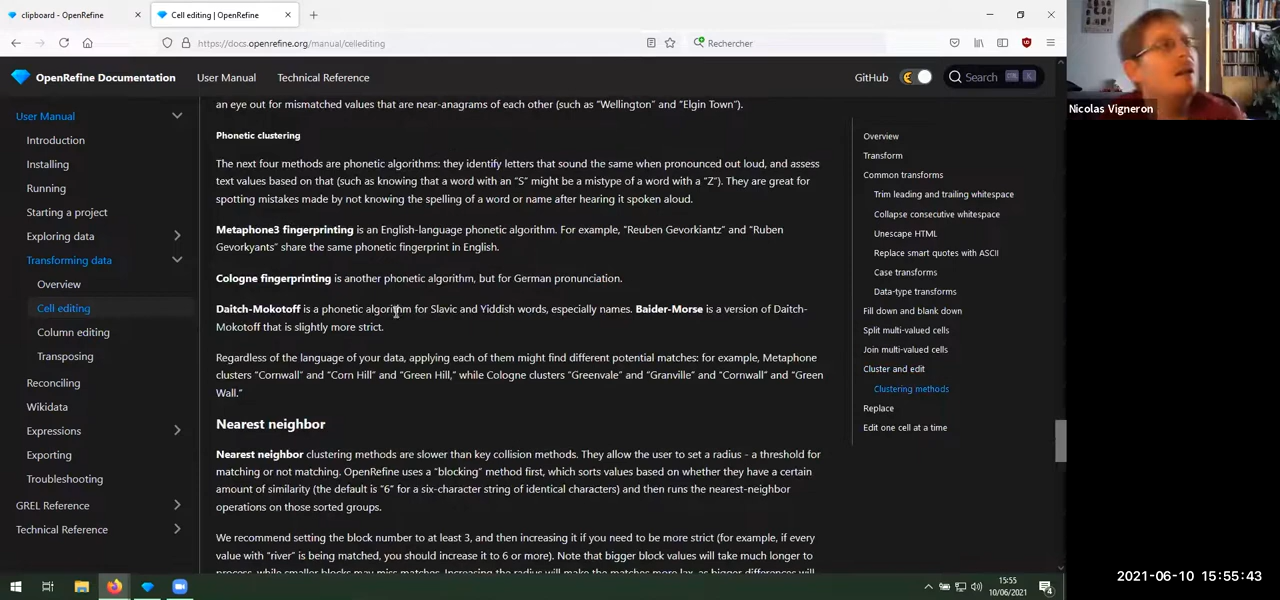 clipboard - OpenRefine
Cell editing | OpenRefine
https://docs.openrefine.org/manual/cellediting
Rechercher
OpenRefine Documentation
User Manual
Technical Reference
GitHub
Search
Nicolas Vigneron
User Manual
Introduction
Installing
Running
Starting a project
Exploring data
Transforming data
Overview
Cell editing
Column editing
Transposing
Reconciling
Wikidata
Expressions
Exporting
Troubleshooting
GREL Reference
Technical Reference
an eye out for mismatched values that are near-anagrams of each other (such as “Wellington” and “Elgin Town”).
Phonetic clustering
The next four methods are phonetic algorithms: they identify letters that sound the same when pronounced out loud, and assess
text values based on that (such as knowing that a word with an “S” might be a mistype of a word with a “Z”). They are great for
spotting mistakes made by not knowing the spelling of a word or name after hearing it spoken aloud.
Metaphone3 fingerprinting is an English-language phonetic algorithm. For example, “Reuben Gevorkiantz” and “Ruben
Gevorkyants” share the same phonetic fingerprint in English.
Cologne fingerprinting is another phonetic algorithm, but for German pronunciation.
Daitch-Mokotoff is a phonetic algorithm for Slavic and Yiddish words, especially names. Baider-Morse is a version of Daitch-
Mokotoff that is slightly more strict.
Regardless of the language of your data, applying each of them might find different potential matches: for example, Metaphone
clusters “Cornwall” and “Corn Hill” and “Green Hill,” while Cologne clusters “Greenvale” and “Granville” and “Cornwall” and “Green
Wall.”
Nearest neighbor
Nearest neighbor clustering methods are slower than key collision methods. They allow the user to set a radius - a threshold for
matching or not matching. OpenRefine uses a “blocking” method first, which sorts values based on whether they have a certain
amount of similarity (the default is “6” for a six-character string of identical characters) and then runs the nearest-neighbor
operations on those sorted groups.
We recommend setting the block number to at least 3, and then increasing it if you need to be more strict (for example, if every
value with “river” is being matched, you should increase it to 6 or more). Note that bigger block values will take much longer to
process, while smaller blocks may miss matches. Increasing the radius will make the matches more lax, as bigger differences will
Overview
Transform
Common transforms
Trim leading and trailing whitespace
Collapse consecutive whitespace
Unescape HTML
Replace smart quotes with ASCII
Case transforms
Data-type transforms
Fill down and blank down
Split multi-valued cells
Join multi-valued cells
Cluster and edit
Clustering methods
Replace
Edit one cell at a time
15:55
10/06/2021
2021-06-10 15:55:43